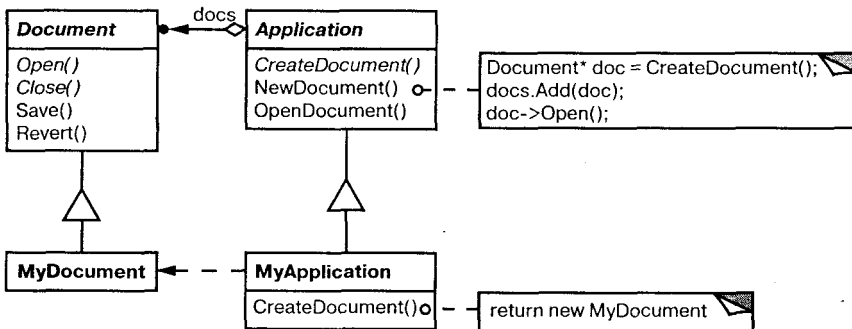 docs
Document
Open()
Close()
Save()
Revert()
Application
CreateDocument()
NewDocument()
OpenDocument()
Document* doc = CreateDocument();
docs.Add(doc);
doc->Open();
MyDocument
MyApplication
CreateDocument()
return new MyDocument